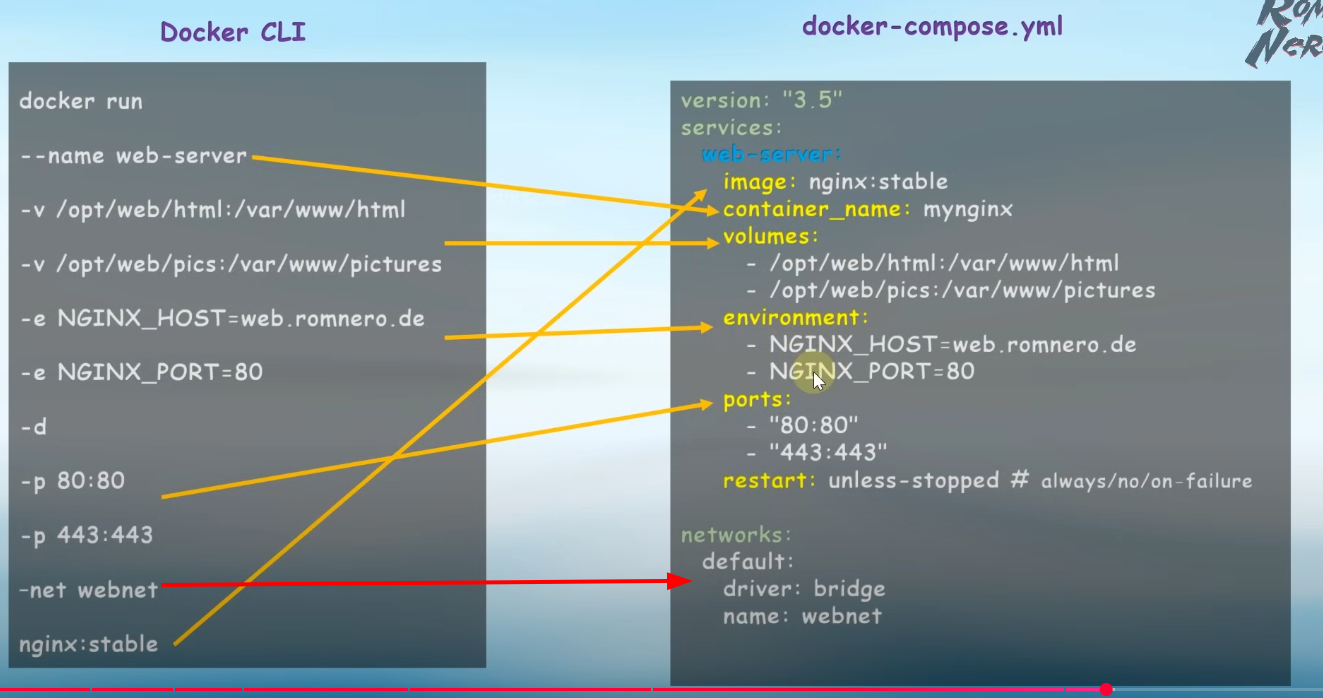 Docker CLI
docker run
--name web-server
-v /opt/web/html:/var/www/html
-v /opt/web/pics:/var/www/pictures
-e NGINX_HOST=web.romnero.de
-e NGINX_PORT=80
-d
-p 80:80
-p 443:443
-net webnet
nginx:stable
docker-compose.yml
version: "3.5"
services:
web-server:
image: nginx:stable
container_name: mynginx
volumes:
- /opt/web/html:/var/www/html
- /opt/web/pics:/var/www/pictures
environment:
- NGINX_HOST=web.romnero.de
- NGINX_PORT=80
ports:
- "80:80"
- "443:443"
restart: unless-stopped # always/no/on-failure
networks:
default:
driver: bridge
name: webnet